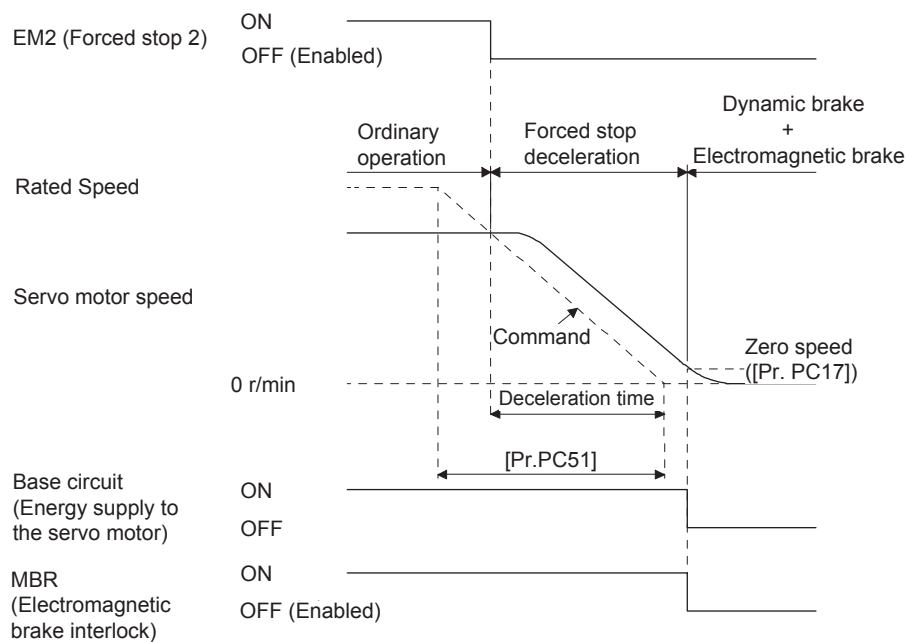 EM2 (Forced stop 2)
ON
OFF (Enabled)
Ordinary
operation
Forced stop
deceleration
Dynamic brake
+
Electromagnetic brake
Rated Speed
Servo motor speed
Command
Zero speed
([Pr. PC17])
0 r/min
Deceleration time
[Pr.PC51]
Base circuit
(Energy supply to
the servo motor)
ON
OFF
MBR
(Electromagnetic
brake interlock)
ON
OFF (Enabled)